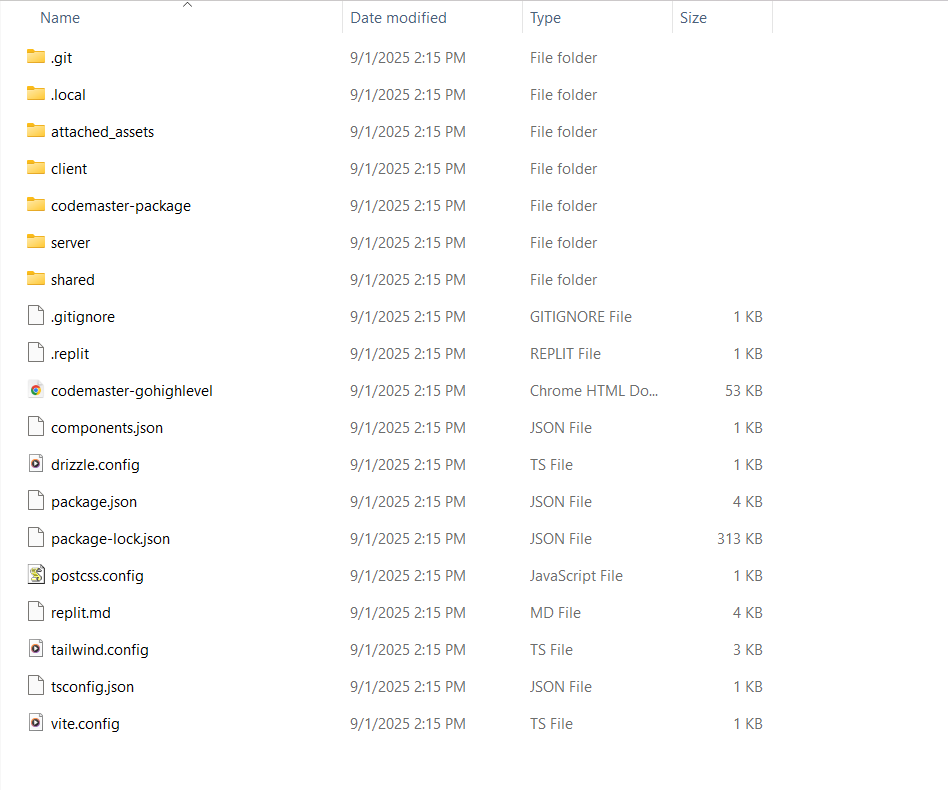 Name Date modified Type Size
.git 9/1/2025 2:15 PM File folder
.local 9/1/2025 2:15 PM File folder
attached_assets 9/1/2025 2:15 PM File folder
client 9/1/2025 2:15 PM File folder
codemaster-package 9/1/2025 2:15 PM File folder
server 9/1/2025 2:15 PM File folder
shared 9/1/2025 2:15 PM File folder
.gitignore 9/1/2025 2:15 PM GITIGNORE File 1 KB
.replit 9/1/2025 2:15 PM REPLIT File 1 KB
codemaster-gohighlevel 9/1/2025 2:15 PM Chrome HTML Do... 53 KB
components.json 9/1/2025 2:15 PM JSON File 1 KB
drizzle.config 9/1/2025 2:15 PM TS File 1 KB
package.json 9/1/2025 2:15 PM JSON File 4 KB
package-lock.json 9/1/2025 2:15 PM JSON File 313 KB
postcss.config 9/1/2025 2:15 PM JavaScript File 1 KB
replit.md 9/1/2025 2:15 PM MD File 4 KB
tailwind.config 9/1/2025 2:15 PM TS File 3 KB
tsconfig.json 9/1/2025 2:15 PM JSON File 1 KB
vite.config 9/1/2025 2:15 PM TS File 1 KB